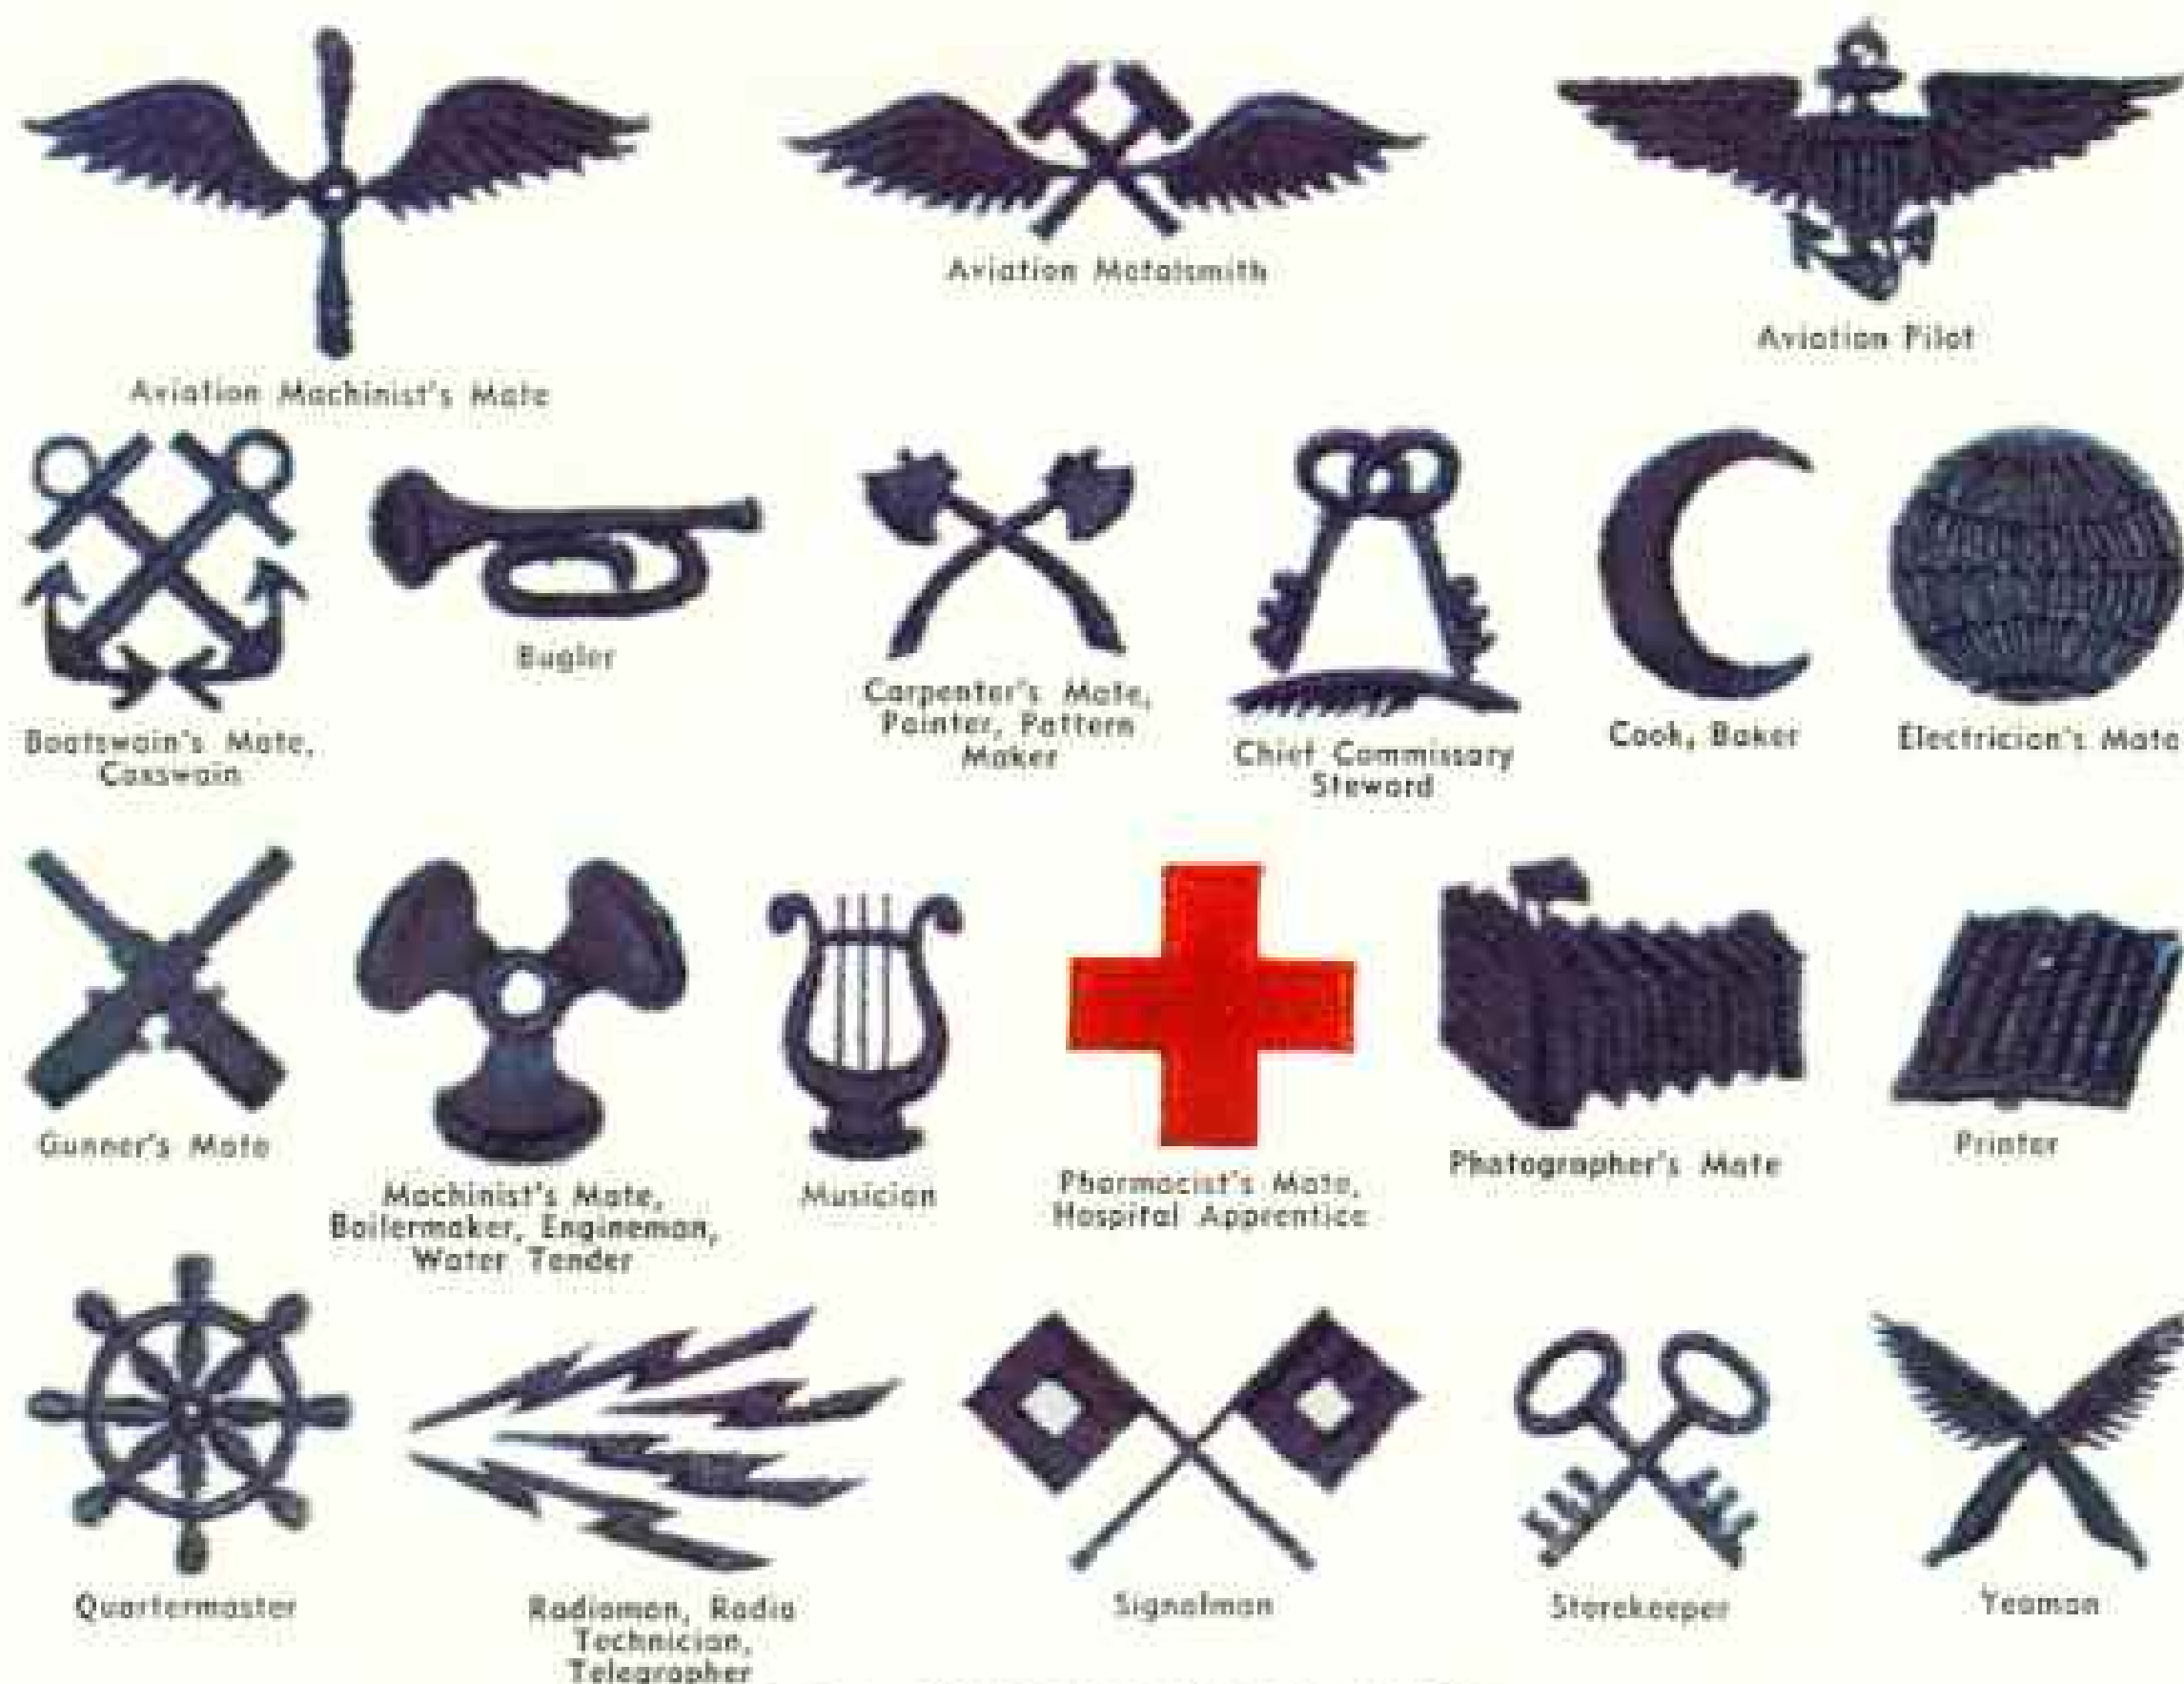 Aviation Metalsmith
Aviation Pilot
Aviation Machinist's Mate
Bugler
Carpenter's Mate,
Painter, Pattern
Maker
Chief Commissary
Steward
Cook, Baker
Electrician's Mate
Boatswain's Mate,
Coxswain
Gunner's Mate
Machinist's Mate,
Boilermaker, Engineman,
Water Tender
Musician
Pharmacist's Mate,
Hospital Apprentice
Photographer's Mate
Printer
Quartermaster
Radioman, Radio
Technician,
Telegrapher
Signalman
Storekeeper
Yeoman